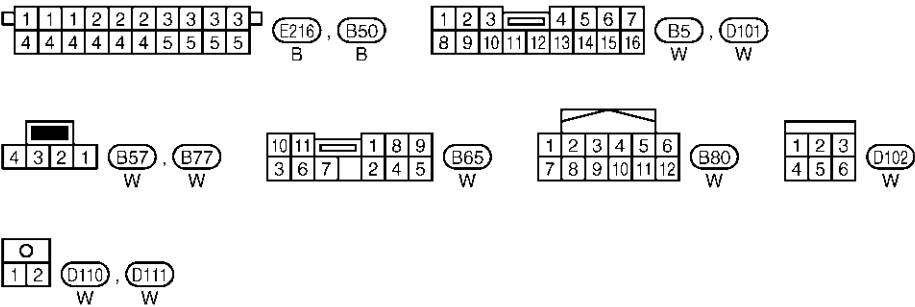 1 1 1 2 2 2 3 3 3 3
4 4 4 4 4 4 5 5 5 5
E216 , B50
B B
1 2 3 4 5 6 7
8 9 10 11 12 13 14 15 16
B5 , D101
W W
4 3 2 1
B57 , B77
W W
10 11 1 8 9
3 6 7 2 4 5
B65
W
1 2 3 4 5 6
7 8 9 10 11 12
B80
W
1 2 3
4 5 6
D102
W
1 2
D110 , D111
W W